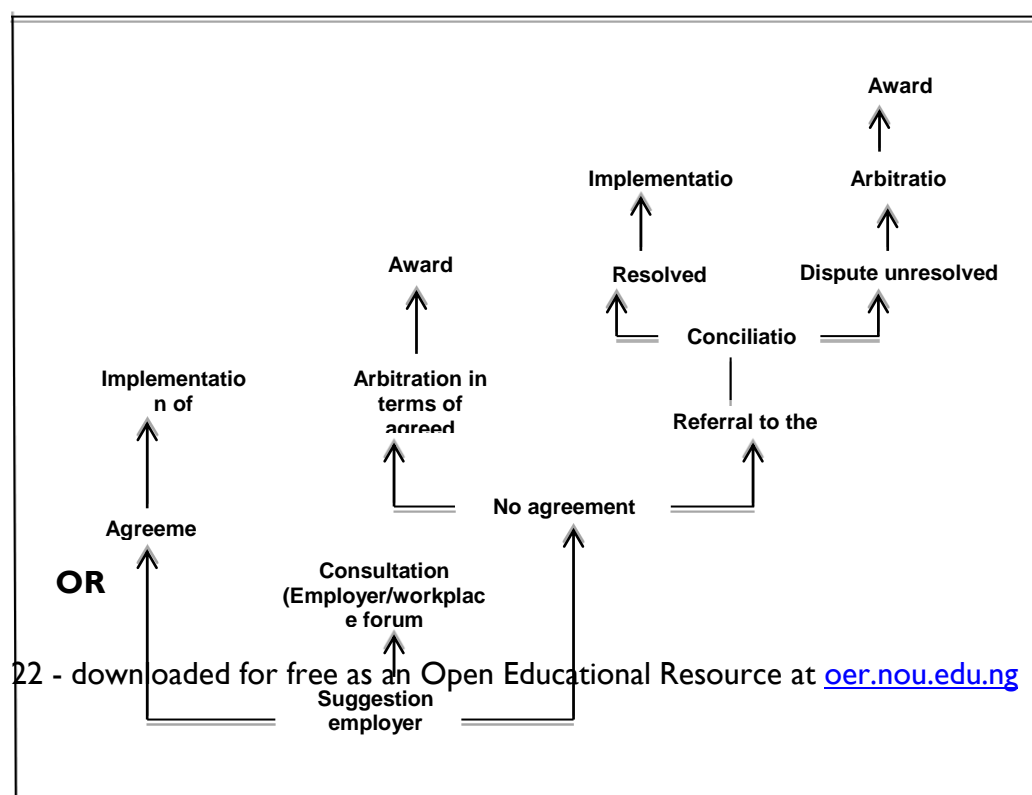 Award
Implementatio
Arbitratio
Award
Resolved
Dispute unresolved
Conciliatio
Implementatio
n of
Arbitration in
terms of
agreed
Referral to the
No agreement
Agreeme
OR
Consultation
(Employer/workplac
e forum
22 - downloaded for free as an Open Educational Resource at oer.nou.edu.ng
Suggestion
employer